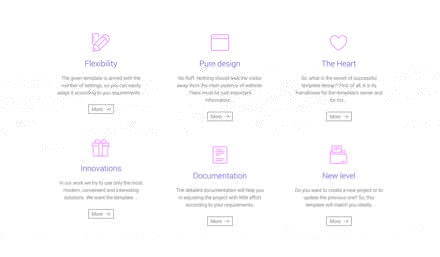 Flexibility
The given template is armed with the
number of settings, so you can easily
adapt it according to you requirements...
More →
Pure design
No fluff. Nothing should lead the visitor
away from the main essence of website.
There must be just important
information...
More →
The Heart
So, what is the secret of successful
template design? First of all, it is its
handiness for the template's owner and
for his...
More →
Innovations
In our work we try to use only the most
modern, convenient and interesting
solutions. We want the template...
More →
Documentation
The detailed documentation will help you
in adjusting the project with little effort
according to your requirements.
More →
New level
Do you want to create a new project or to
update the previous one? So, this
template will match you ideally.
More →